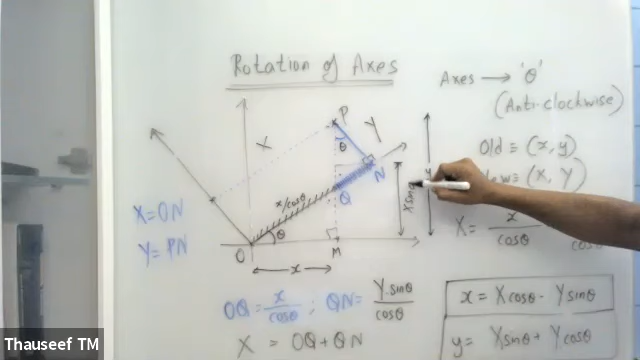 Rotation of Axes
Axes → 'θ'
(Anti-clockwise)
Old ≡ (x, y)
(X, Y)
X = x/cosθ
P
θ
Y
X
N
Q
x/cosθ
θ
O
M
x
y
X = ON
Y = PN
OQ = x/cosθ ; QN = Y·sinθ/cosθ
X = OQ + QN
x = Xcosθ - Ysinθ
y = Xsinθ + Ycosθ
Thauseef TM